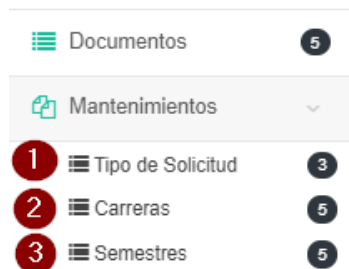 Documentos 5
Mantenimientos
1 Tipo de Solicitud 3
2 Carreras 5
3 Semestres 5